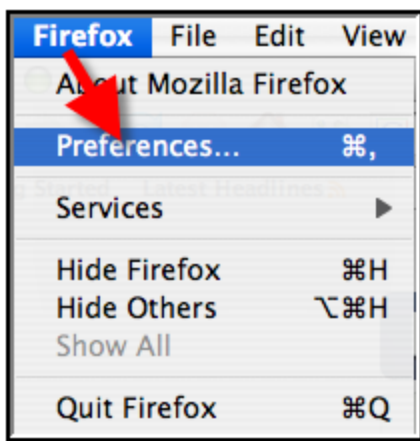 Firefox File Edit View
About Mozilla Firefox
Preferences... ⌘,
Services ▶
Hide Firefox ⌘H
Hide Others ⌥⌘H
Show All
Quit Firefox ⌘Q